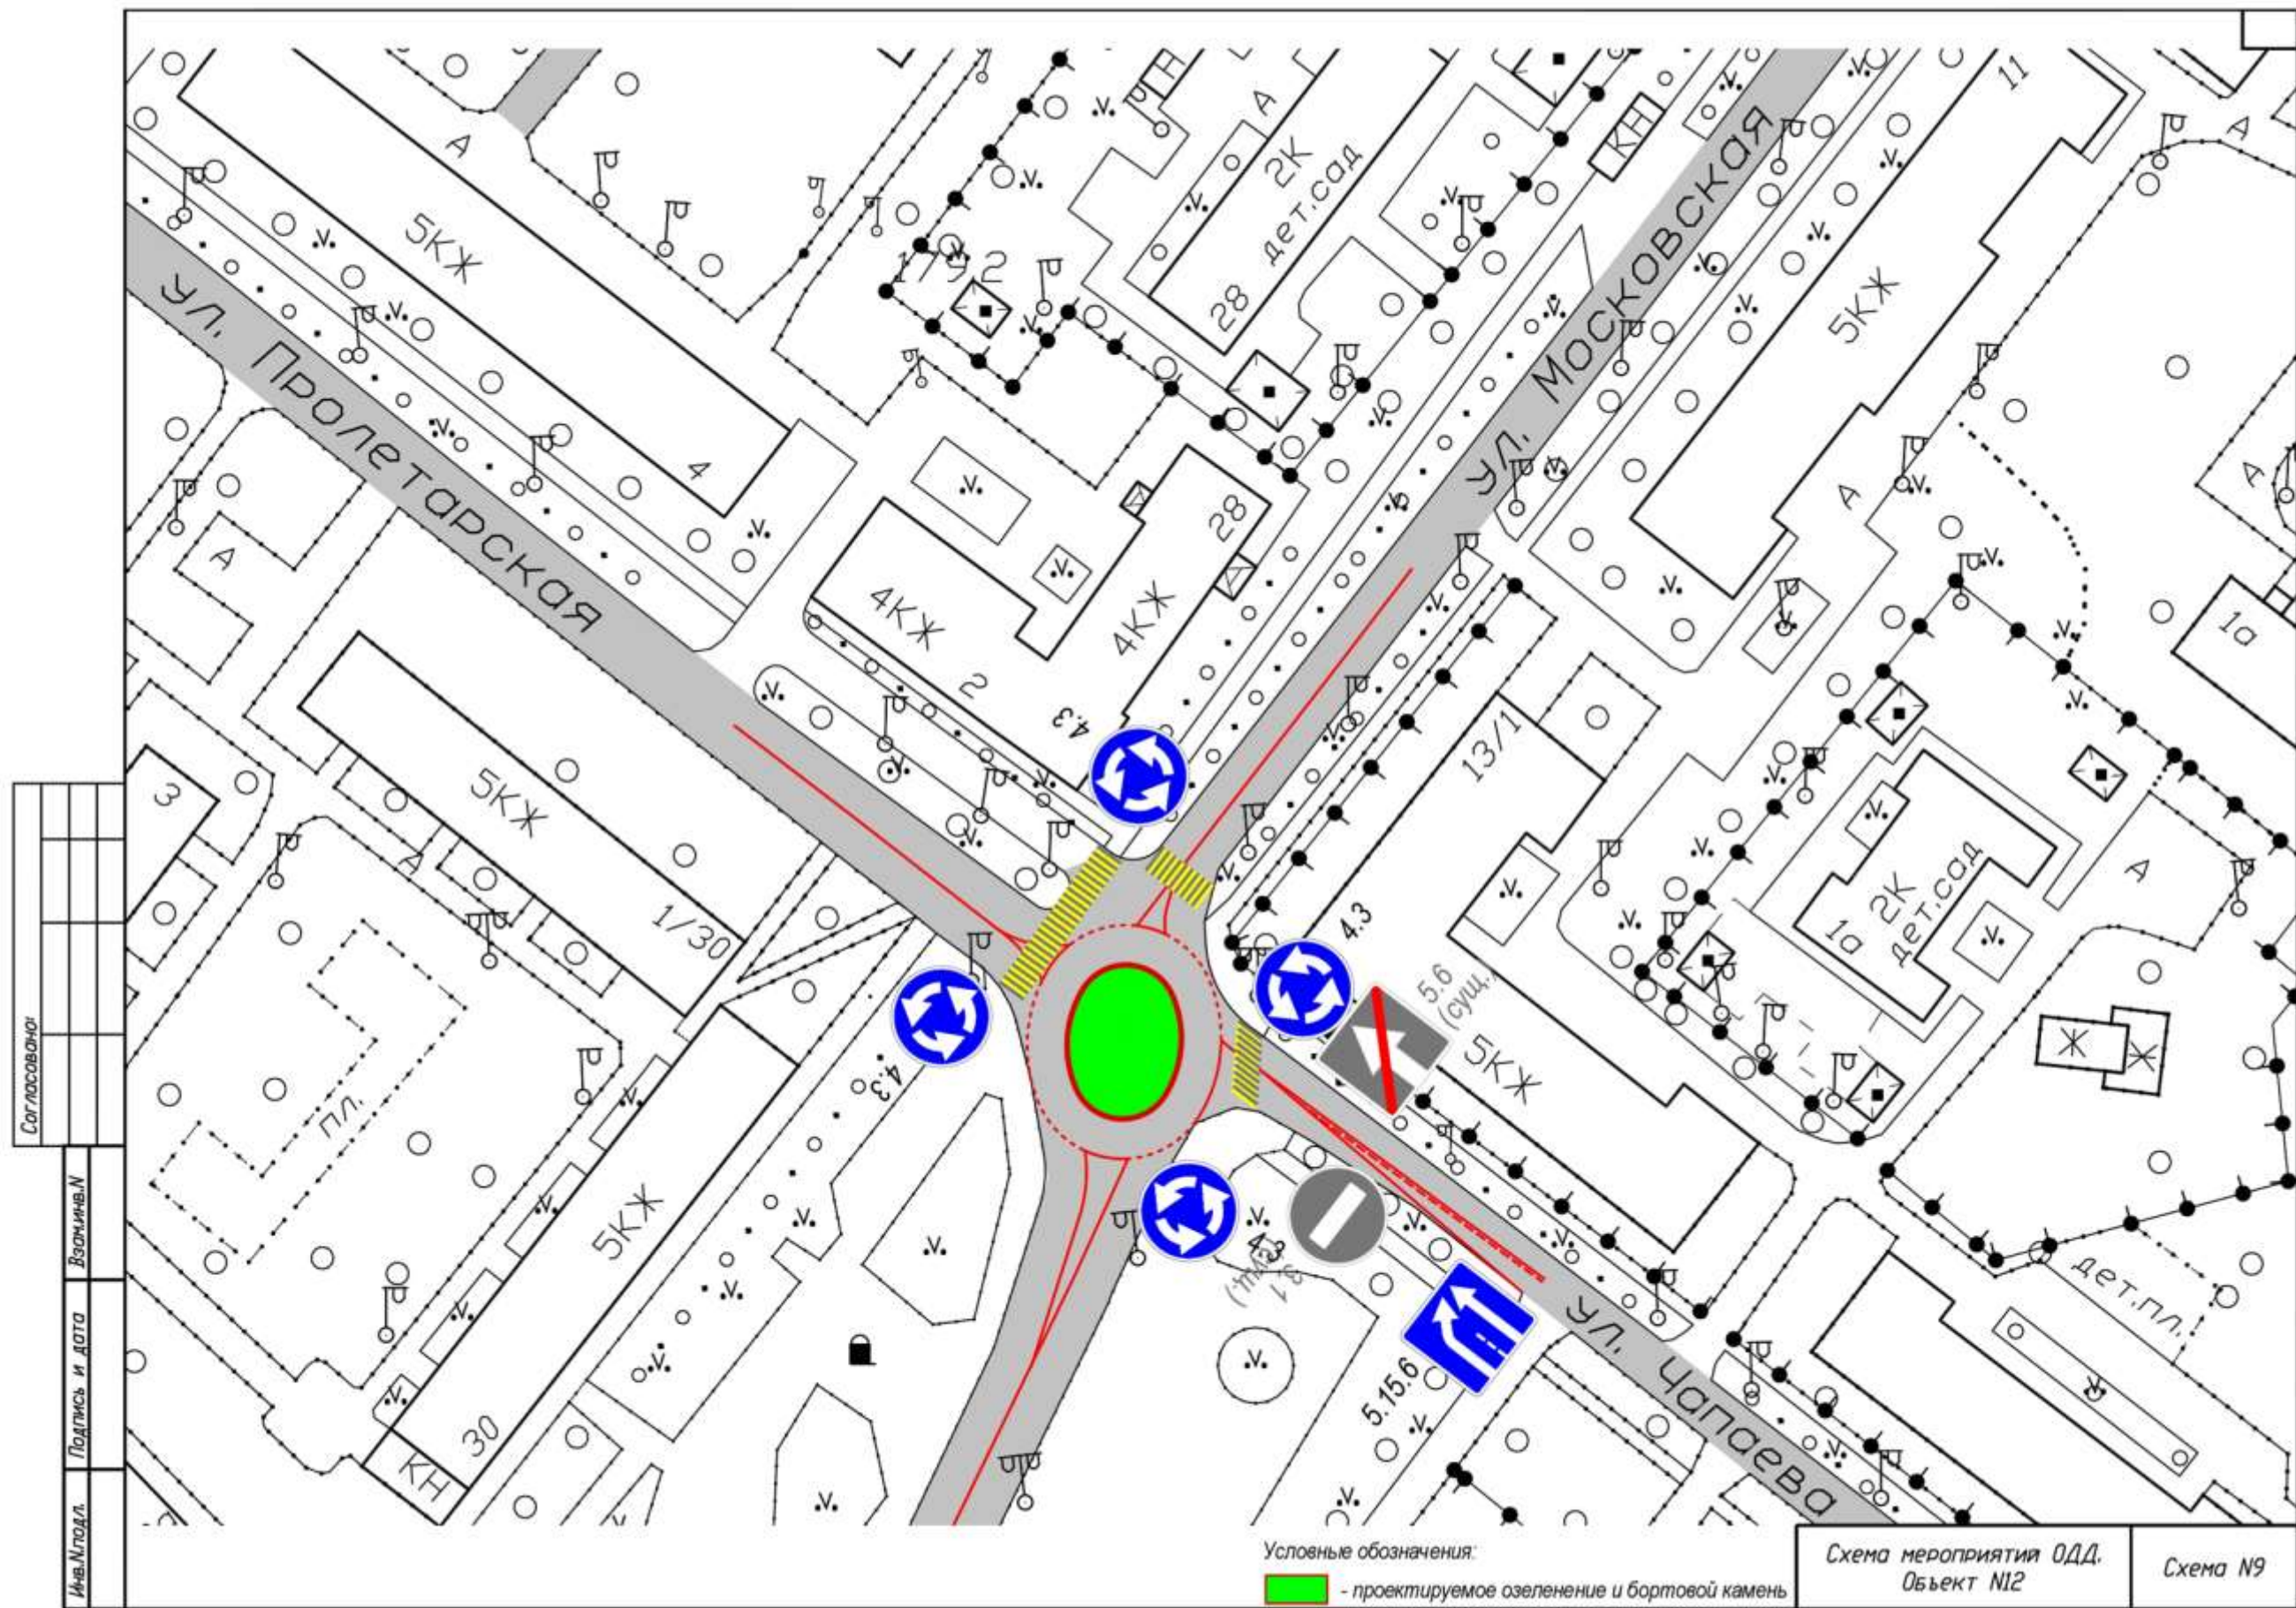 11
А
КН
А
2К
дет.сад
28
КН
ул. Московская
А
5КЖ
179,2
5КЖ
ул. Пролетарская
4
28
А
А
А
4КЖ
4КЖ
2
1а
4.3
13/1
3
5КЖ
А
2К
дет.сад
1а
А
1/30
4.3
5.6
(сущ.)
5КЖ
Ж
Ж
4.3
пл.
5КЖ
4.3
3.1
(сущ.)
дет.пл.
5.15.6
ул. Чапаева
30
КН
Согласовано:
Взам.инв.N
Подпись и дата
Инв.Nподл.
Условные обозначения:
- проектируемое озеленение и бортовой камень
Схема мероприятий ОДД.
Объект N12
Схема N9